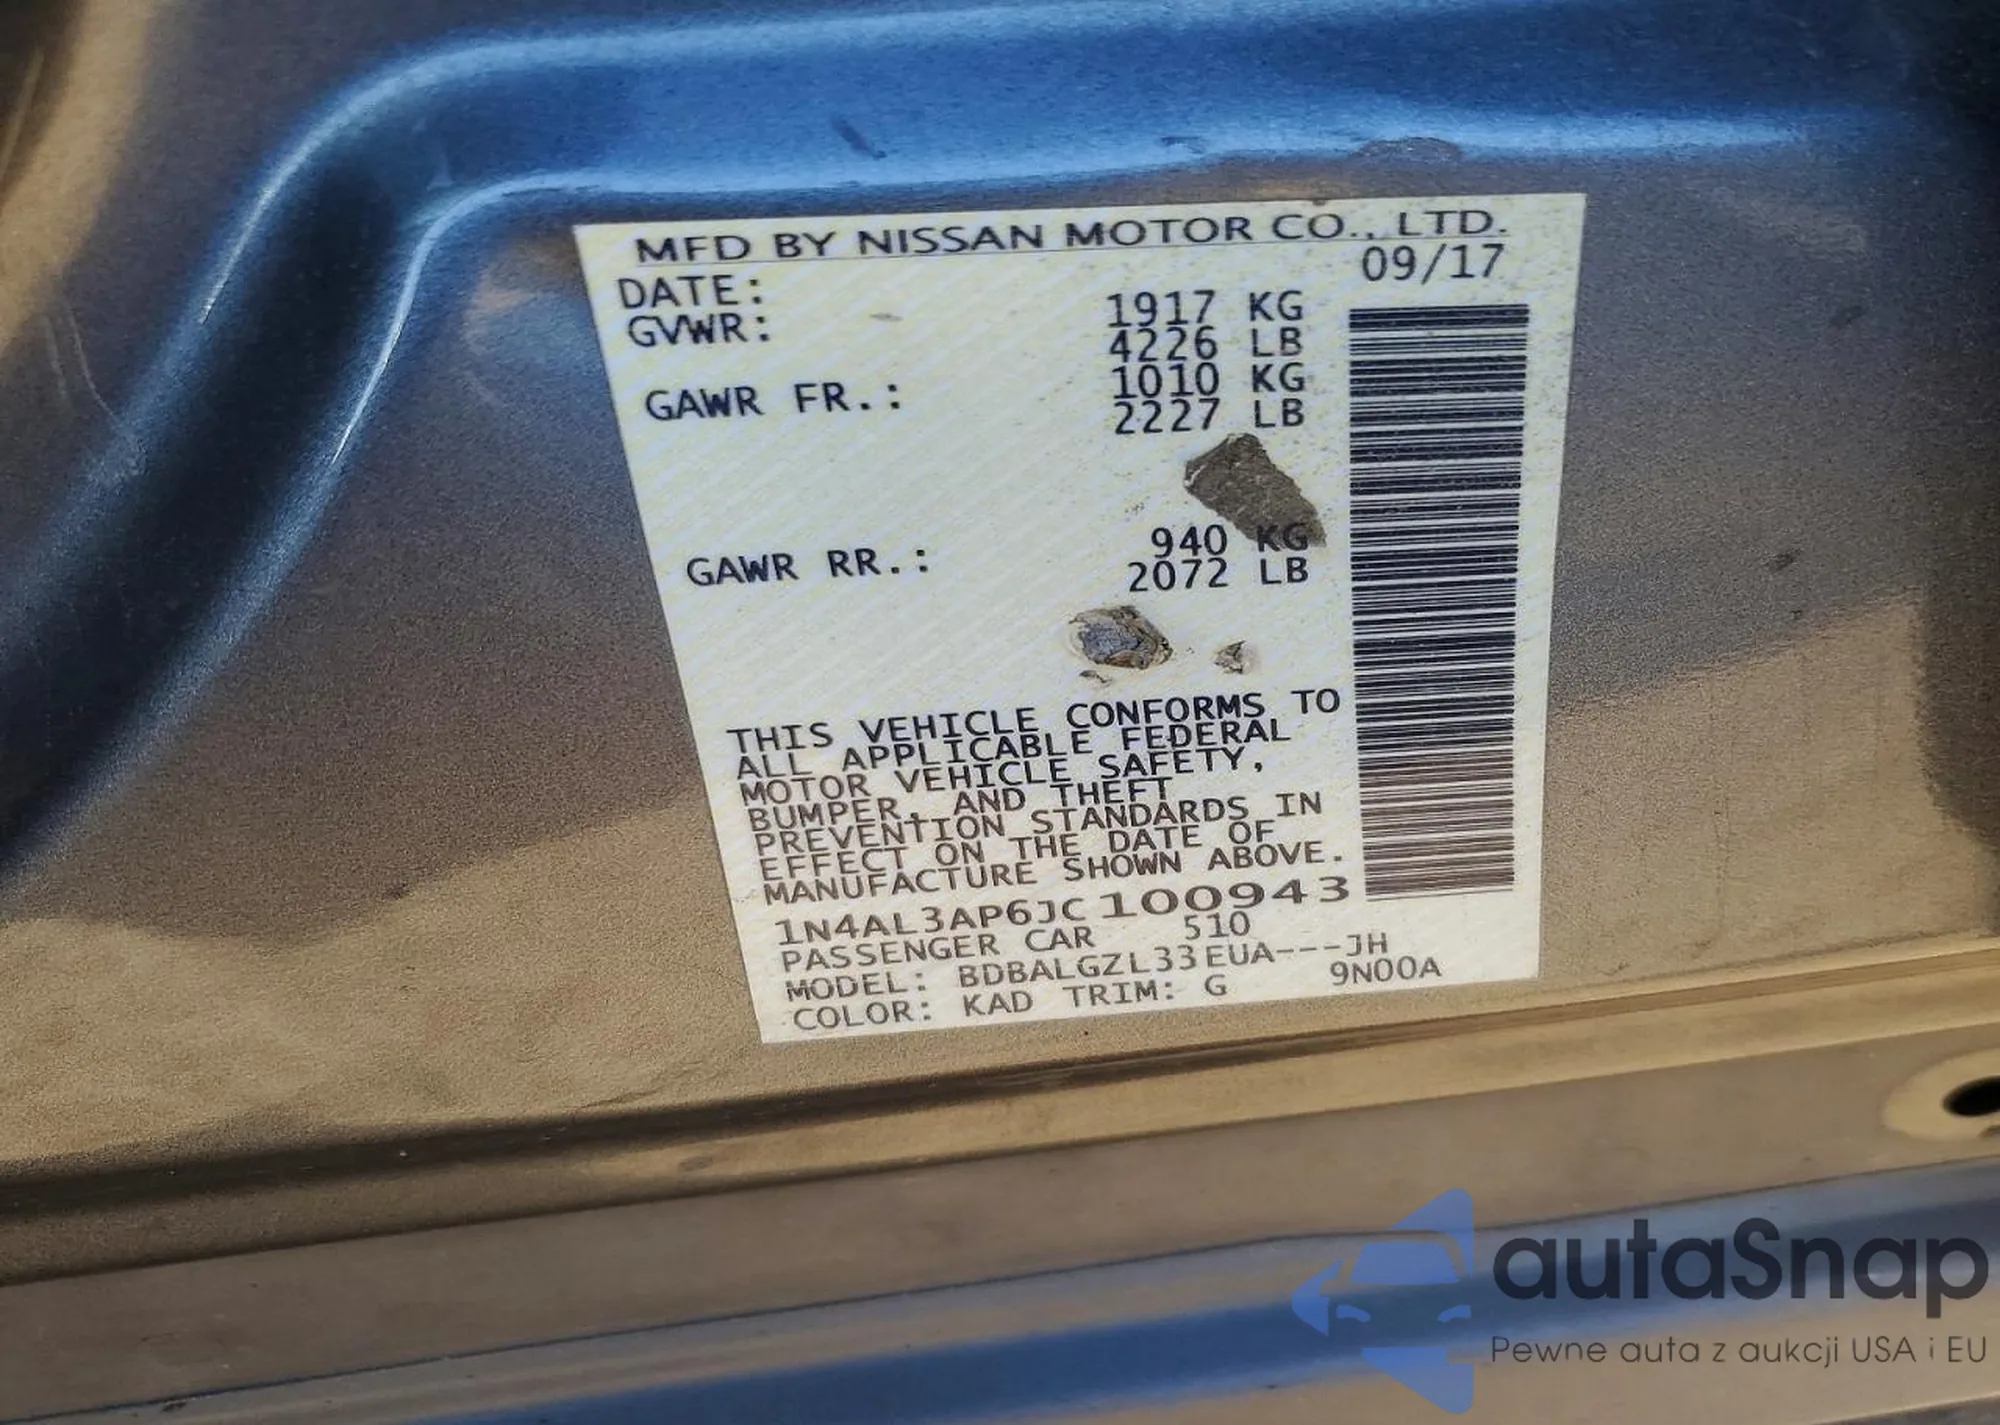 MFD BY NISSAN MOTOR CO., LTD.
DATE: 09/17
GVWR: 1917 KG
4226 LB
GAWR FR.: 1010 KG
2227 LB
GAWR RR.: 940 KG
2072 LB
THIS VEHICLE CONFORMS TO
ALL APPLICABLE FEDERAL
MOTOR VEHICLE SAFETY,
BUMPER, AND THEFT
PREVENTION STANDARDS IN
EFFECT ON THE DATE OF
MANUFACTURE SHOWN ABOVE.
1N4AL3AP6JC100943
PASSENGER CAR 510
MODEL: BDBALGZL33EUA---JH
COLOR: KAD TRIM: G 9N00A
autaSnap
Pewne auta z aukcji USA i EU